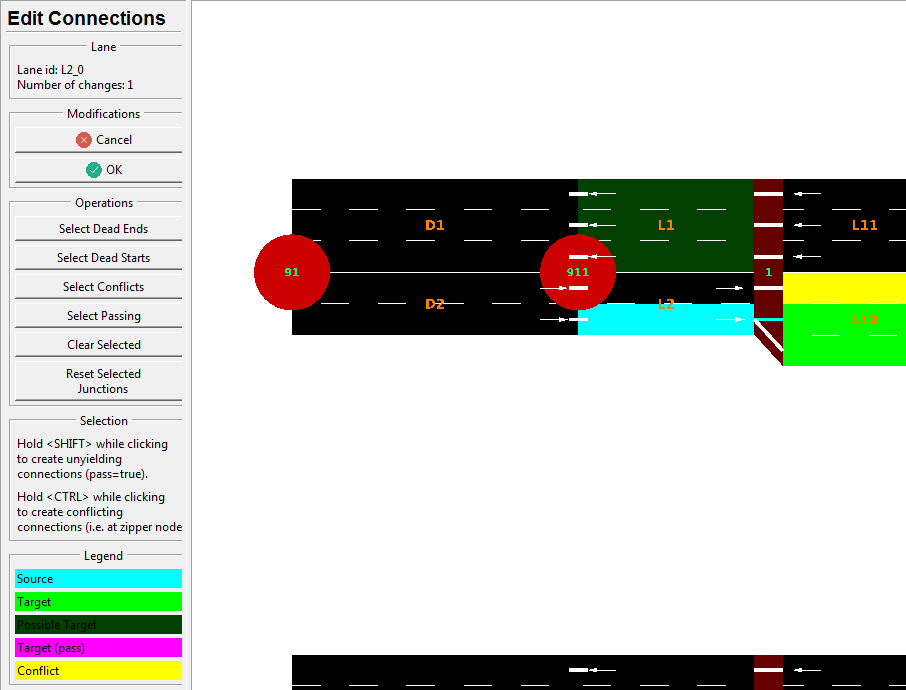 Edit Connections
Lane
Lane id: L2_0
Number of changes: 1
Modifications
Cancel
OK
Operations
Select Dead Ends
Select Dead Starts
Select Conflicts
Select Passing
Clear Selected
Reset Selected
Junctions
Selection
Hold <SHIFT> while clicking
to create unyielding
connections (pass=true).
Hold <CTRL> while clicking
to create conflicting
connections (i.e. at zipper node
Legend
Source
Target
Possible Target
Target (pass)
Conflict
D1
L1
L11
91
911
1
D2
L2
L12